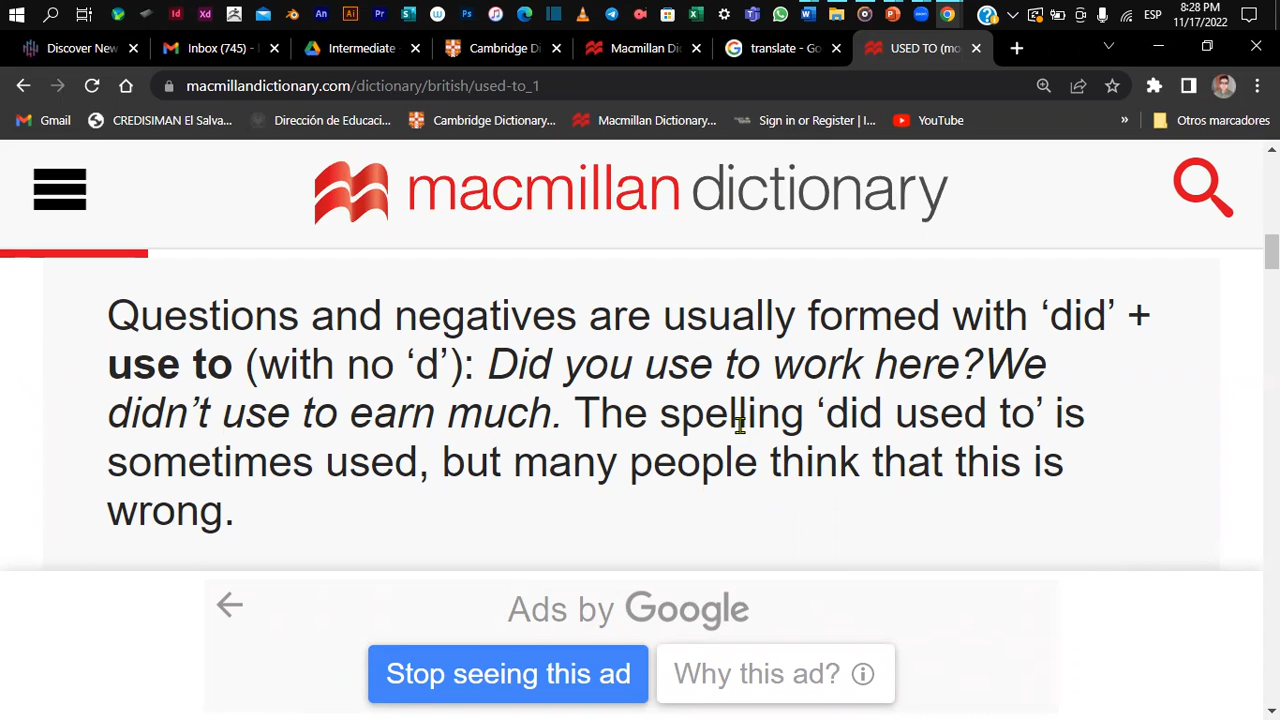 8:28 PM
ESP
11/17/2022
Discover New
Inbox (745) -
Intermediate
Cambridge Di
Macmillan Dic
translate - Go
USED TO (mo
macmillandictionary.com/dictionary/british/used-to_1
Gmail
CREDISIMAN El Salva...
Dirección de Educaci...
Cambridge Dictionary...
Macmillan Dictionary...
Sign in or Register | I...
YouTube
»
Otros marcadores
macmillan dictionary
Questions and negatives are usually formed with ‘did’ +
use to (with no ‘d’): Did you use to work here?We
didn’t use to earn much. The spelling ‘did used to’ is
sometimes used, but many people think that this is
wrong.
Ads by Google
Stop seeing this ad
Why this ad?